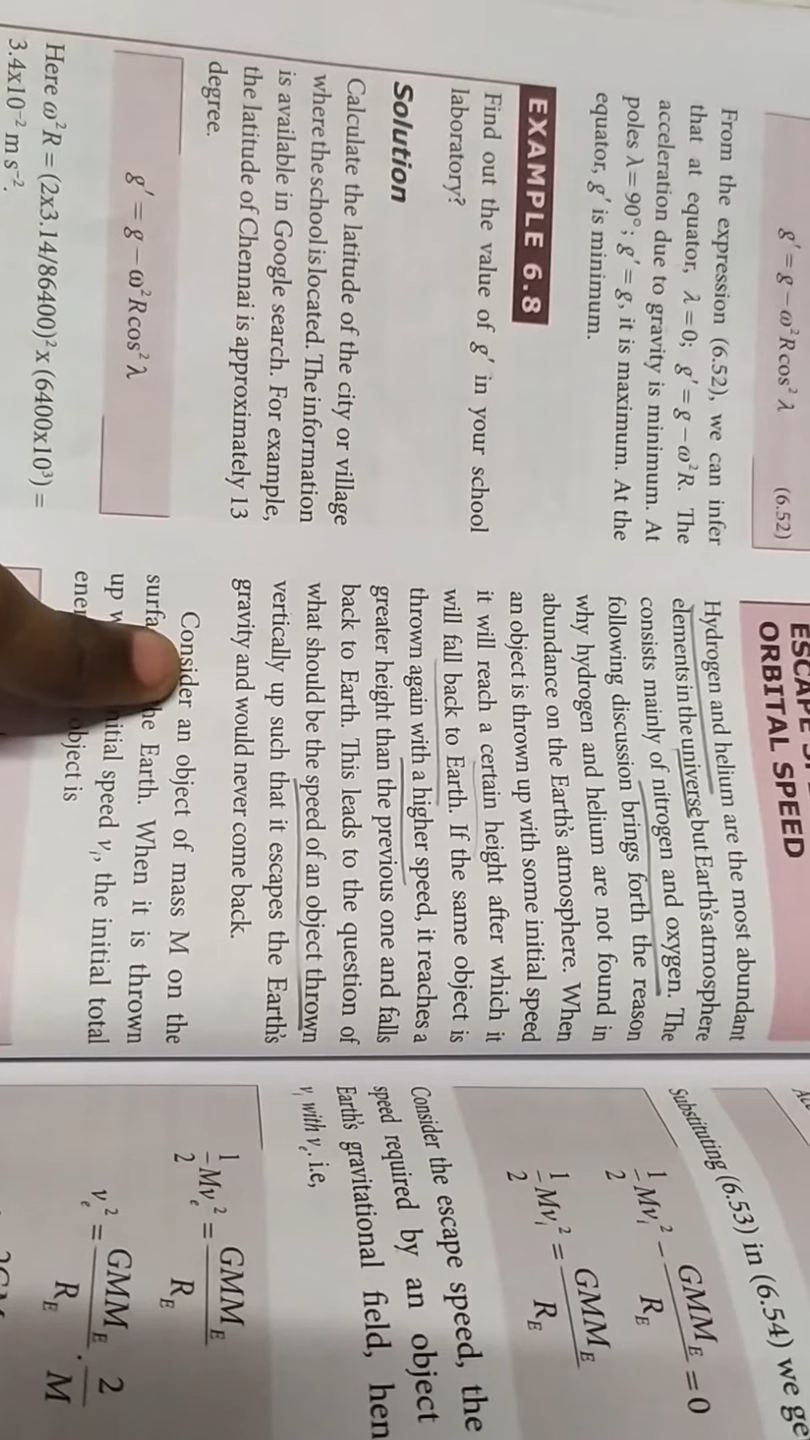 g′ = g − ω²Rcos²λ (6.52)
From the expression (6.52), we can infer
that at equator, λ = 0; g′ = g − ω²R. The
acceleration due to gravity is minimum. At
poles λ = 90°; g′ = g, it is maximum. At the
equator, g′ is minimum.
EXAMPLE 6.8
Find out the value of g′ in your school
laboratory?
Solution
Calculate the latitude of the city or village
where the school is located. The information
is available in Google search. For example,
the latitude of Chennai is approximately 13
degree.
g′ = g − ω²Rcos²λ
Here ω²R = (2x3.14/86400)² x (6400x10³) =
3.4x10⁻² m s⁻².
ORBITAL SPEED
Hydrogen and helium are the most abundant
elements in the universe but Earth's atmosphere
consists mainly of nitrogen and oxygen. The
following discussion brings forth the reason
why hydrogen and helium are not found in
abundance on the Earth's atmosphere. When
an object is thrown up with some initial speed
it will reach a certain height after which it
will fall back to Earth. If the same object is
thrown again with a higher speed, it reaches a
greater height than the previous one and falls
back to Earth. This leads to the question of
what should be the speed of an object thrown
vertically up such that it escapes the Earth's
gravity and would never come back.
Consider an object of mass M on the
the Earth. When it is thrown
up initial speed vᵢ, the initial total
object is
Substituting (6.53) in (6.54) we
1/2 Mvᵢ² − GMM_E/R_E = 0
1/2 Mvᵢ² = GMM_E/R_E
Consider the escape speed, the
speed required by an object
Earth's gravitational field, hen
vᵢ with vₑ. i.e,
1/2 Mvₑ² = GMM_E/R_E
vₑ² = GMM_E/R_E · 2/M